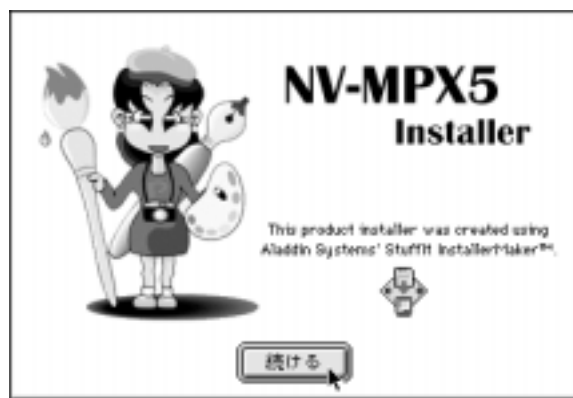 NV-MPX5
Installer
This product installer was created using
Aladdin Systems' StuffIt InstallerMaker™.
続ける